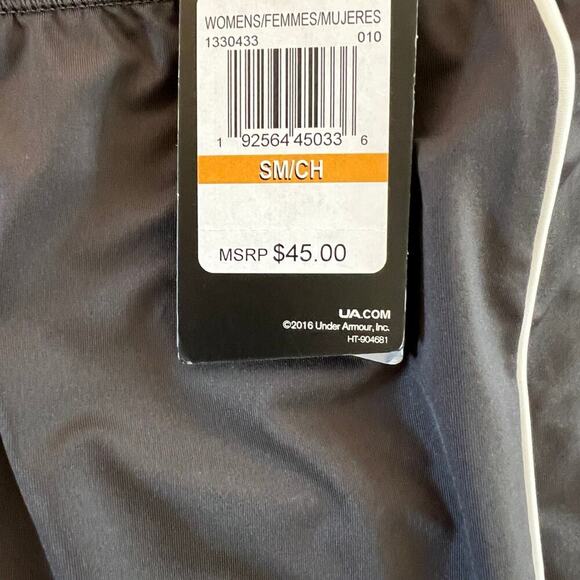 WOMENS/FEMMES/MUJERES
1330433 010
1 92564 45033 6
SM/CH
MSRP $45.00
UA.COM
©2016 Under Armour, Inc.
HT-904681